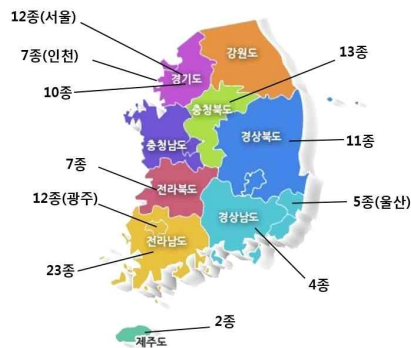 12종(서울)
7종(인천)
10종
경기도
강원도
13종
충청북도
충청남도
경상북도
11종
7종
전라북도
12종(광주)
5종(울산)
경상남도
전라남도
23종
4종
2종
제주도